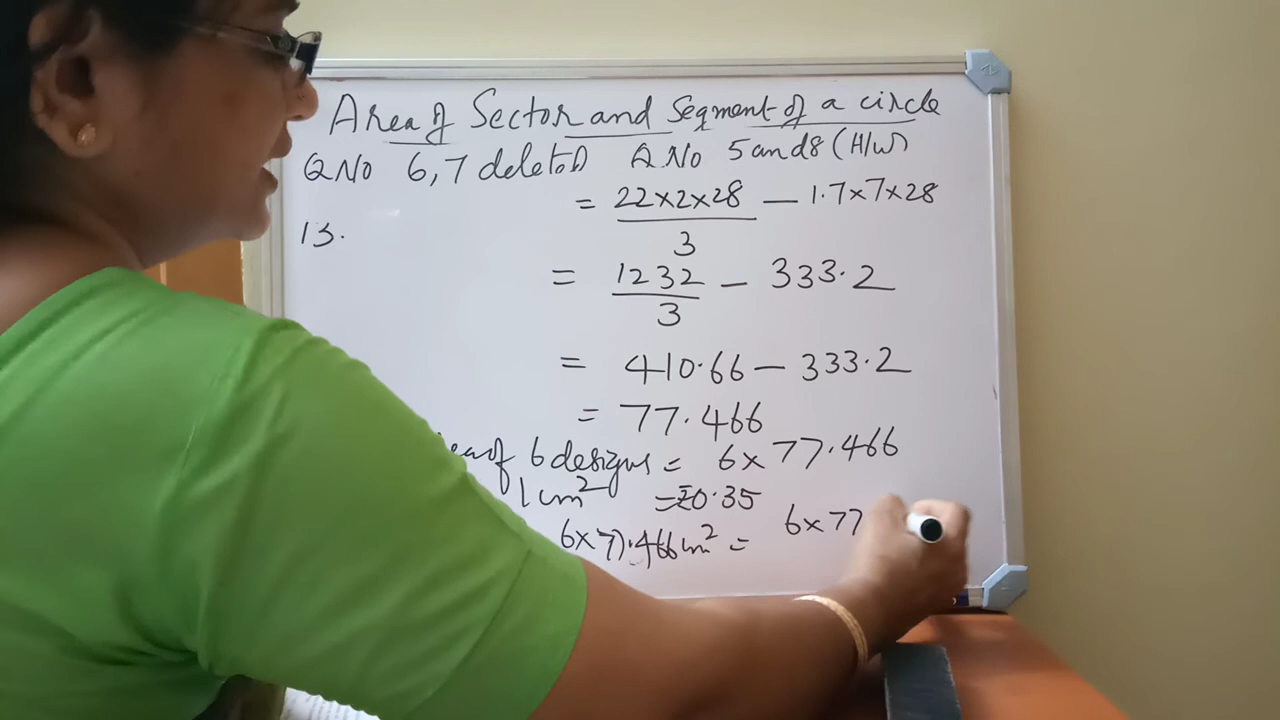 Area of Sector and Segment of a circle
Q No 6,7 deleted Q No 5 and 8 (H/W)
= 22×2×28/3 — 1.7×7×28
13.
= 1232/3 — 333.2
= 410.66 — 333.2
= 77.466
of 6 designs = 6× 77.466
1 cm² = ₹0.35
6×77.466cm² = 6×77